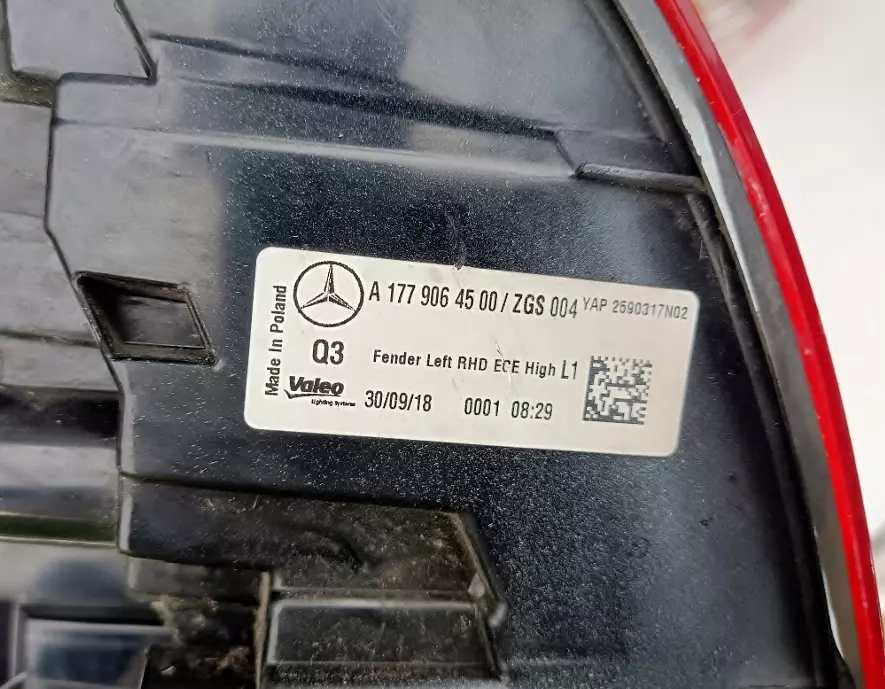 Made In Poland
A 177 906 45 00 / ZGS 004 YAP 2590317N02
Q3 Fender Left RHD ECE High L1
Valeo
Lighting Systems
30/09/18 0001 08:29